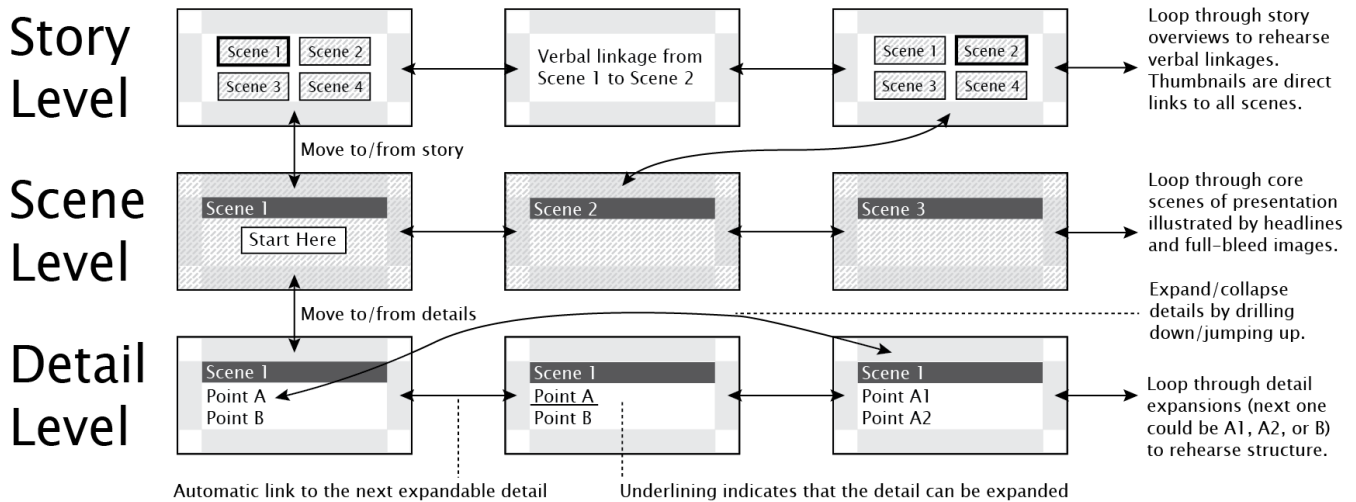 Story
Level
Scene 1
Scene 2
Scene 3
Scene 4
Verbal linkage from
Scene 1 to Scene 2
Scene 1
Scene 2
Scene 3
Scene 4
Loop through story
overviews to rehearse
verbal linkages.
Thumbnails are direct
links to all scenes.
Move to/from story
Scene
Level
Scene 1
Start Here
Scene 2
Scene 3
Loop through core
scenes of presentation
illustrated by headlines
and full-bleed images.
Move to/from details
Expand/collapse
details by drilling
down/jumping up.
Detail
Level
Scene 1
Point A
Point B
Scene 1
Point A
Point B
Scene 1
Point A1
Point A2
Loop through detail
expansions (next one
could be A1, A2, or B)
to rehearse structure.
Automatic link to the next expandable detail
Underlining indicates that the detail can be expanded